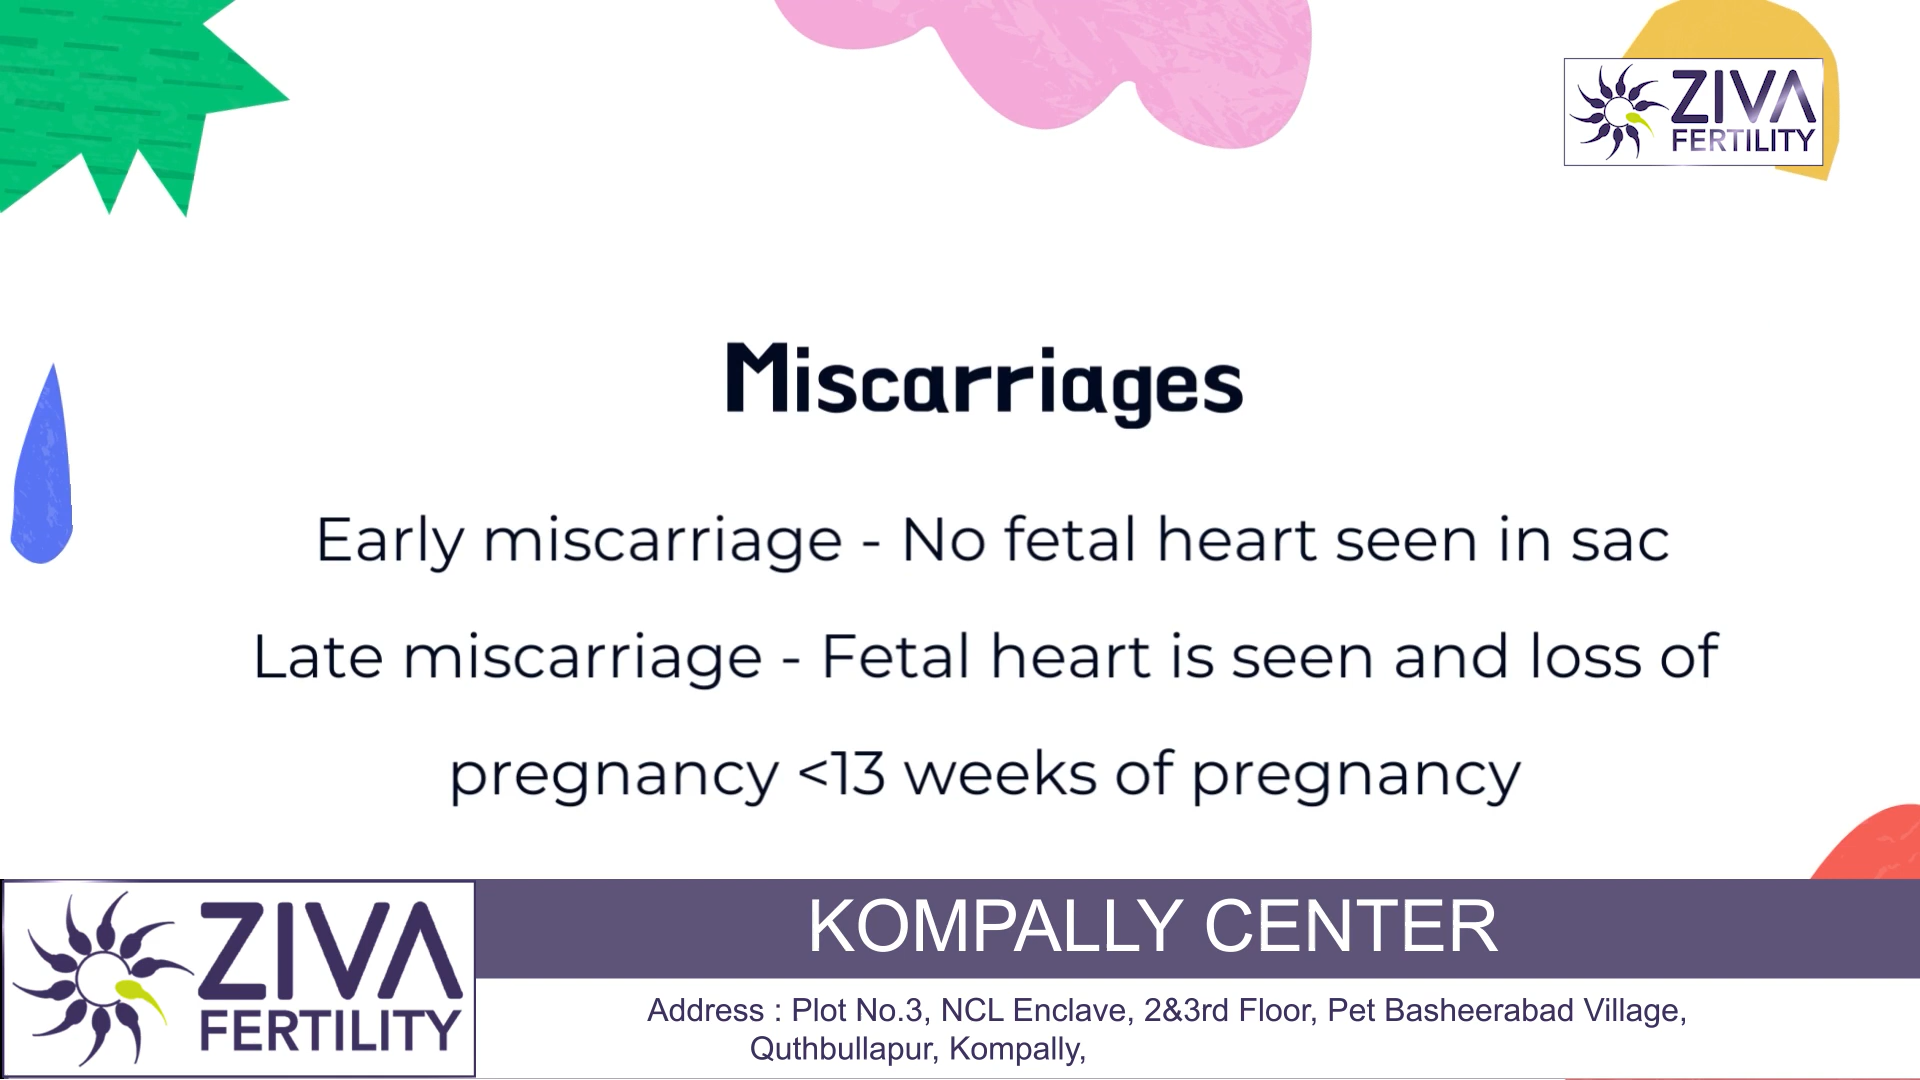 ZIVA
FERTILITY
Miscarriages
Early miscarriage - No fetal heart seen in sac
Late miscarriage - Fetal heart is seen and loss of
pregnancy <13 weeks of pregnancy
ZIVA
FERTILITY
KOMPALLY CENTER
Address : Plot No.3, NCL Enclave, 2&3rd Floor, Pet Basheerabad Village,
Quthbullapur, Kompally,